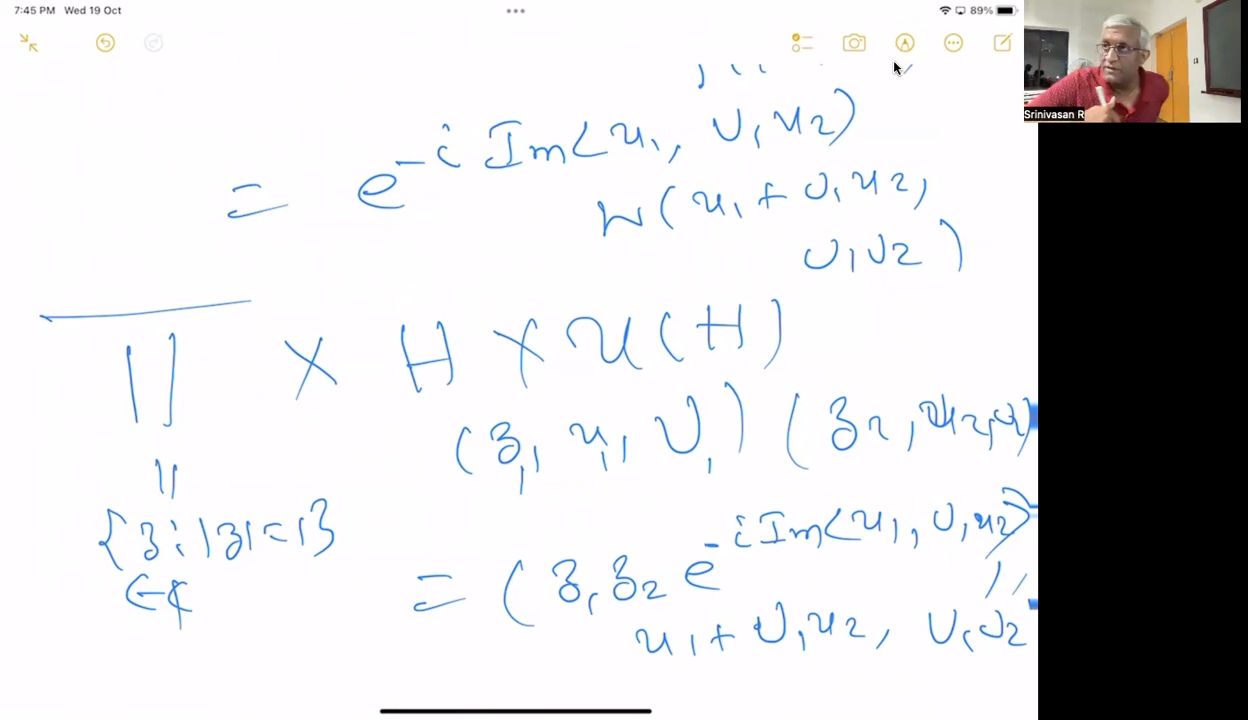 7:45 PM Wed 19 Oct
89%
Srinivasan R
= e^{-i Im⟨u₁, U₁u₂⟩}
W(u₁ + U₁u₂,
U₁U₂)
𝕋 × H × U(H)
(z₁, u₁, U₁) (z₂, u₂, U₂)
=
{z : |z| = 1}
∈ ℂ
= (z₁z₂ e^{-i Im⟨u₁, U₁u₂⟩},
u₁ + U₁u₂, U₁U₂